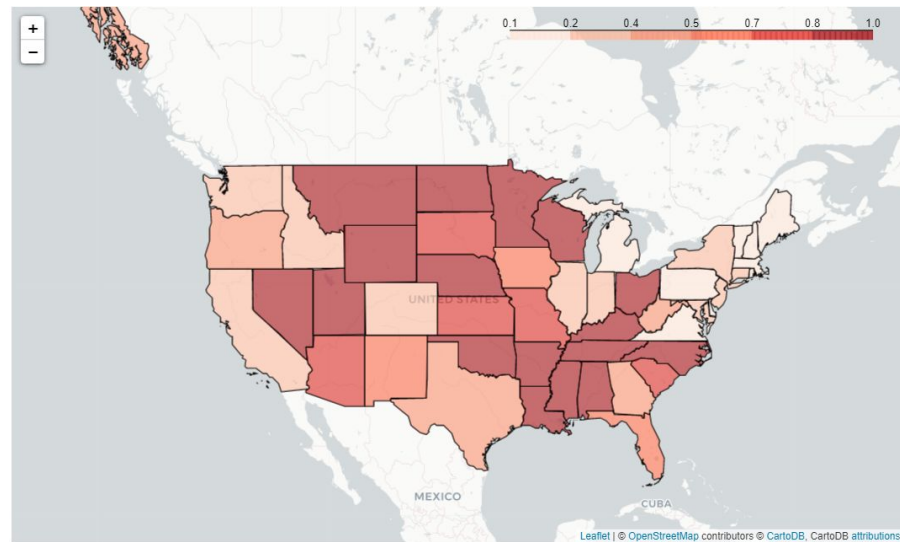 +
−
0.1 0.2 0.4 0.5 0.7 0.8 1.0
UNITED STATES
MEXICO
CUBA
Leaflet | © OpenStreetMap contributors © CartoDB, CartoDB attributions